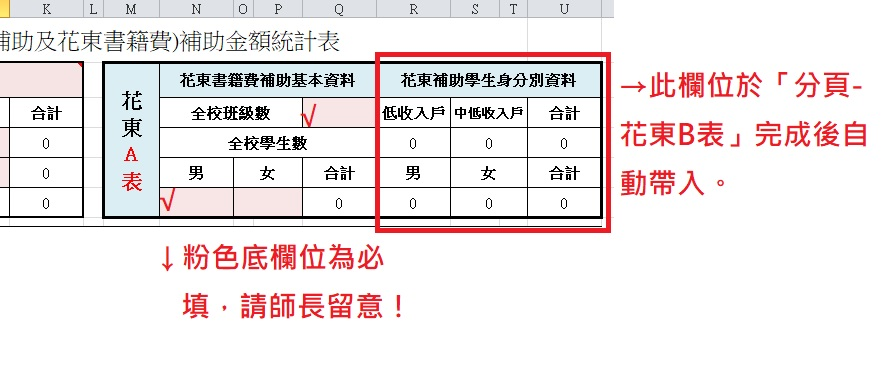 K L M N O P Q R S T U
補助及花東書籍費)補助金額統計表
花東A表 花東書籍費補助基本資料 花東補助學生身分別資料
合計 全校班級數 √ 低收入戶 中低收入戶 合計
0 全校學生數 0 0 0
0 男 女 合計 男 女 合計
0 √ 0 0 0 0
→此欄位於「分頁-
花東B表」完成後自
動帶入。
↓粉色底欄位為必
填，請師長留意！